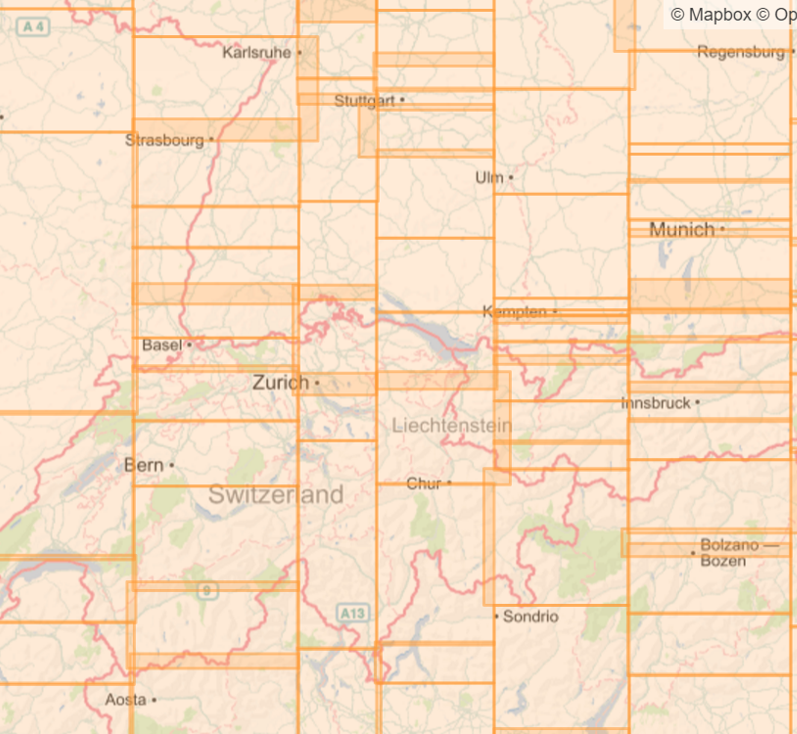 © Mapbox © Op
A 4
Karlsruhe
Regensburg
Stuttgart
Strasbourg
Ulm
Munich
Kempten
Basel
Zurich
Innsbruck
Liechtenstein
Bern
Chur
Switzerland
Bolzano —
Bozen
9
A13
Sondrio
Aosta